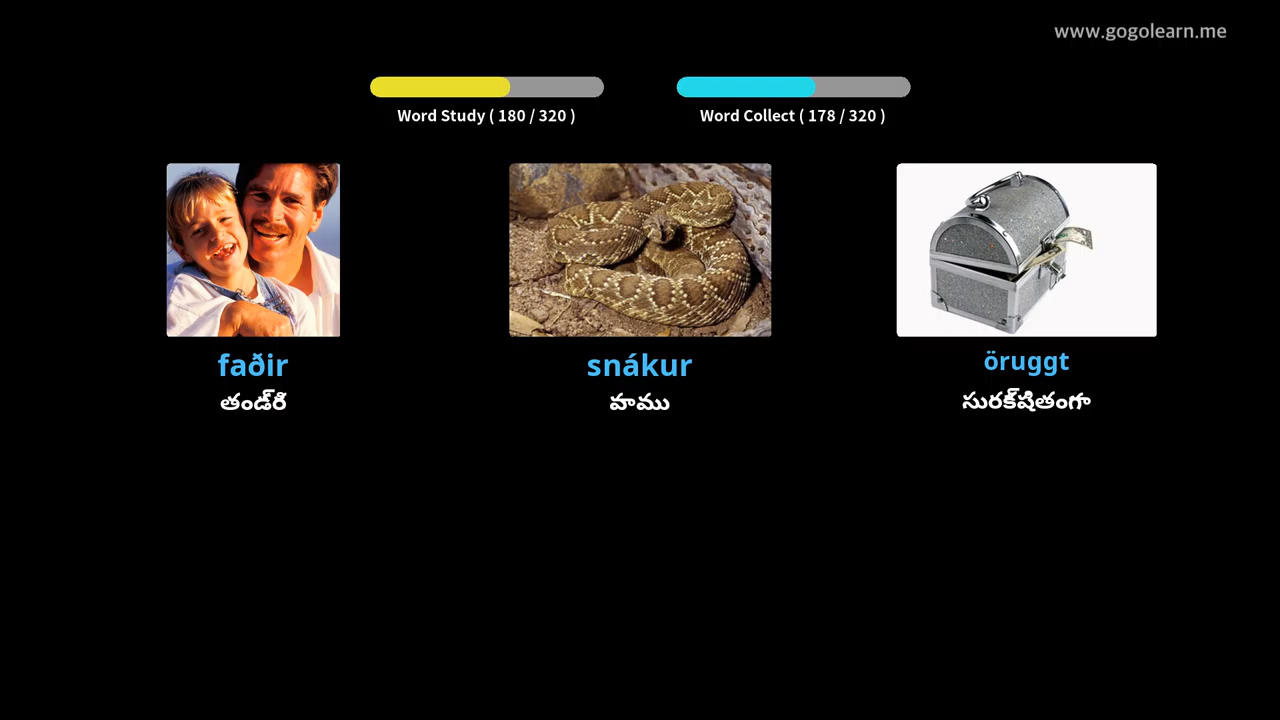 www.gogolearn.me
Word Study ( 180 / 320 )
Word Collect ( 178 / 320 )
faðir
snákur
öruggt
తండ్రి
పాము
సురక్షితంగా